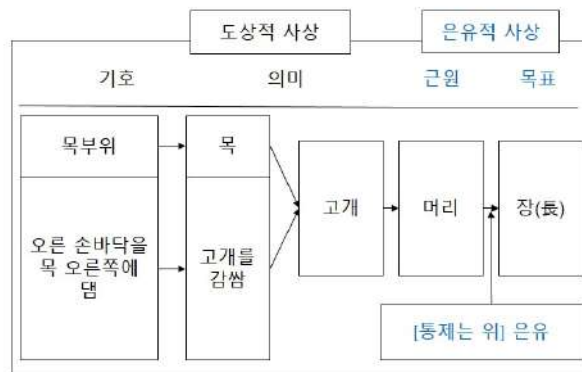 도상적 사상
은유적 사상
기호
의미
근원
목표
목부위
목
고개
머리
장(長)
오른 손바닥을
목 오른쪽에
댐
고개를
감쌈
[통제는 위] 은유